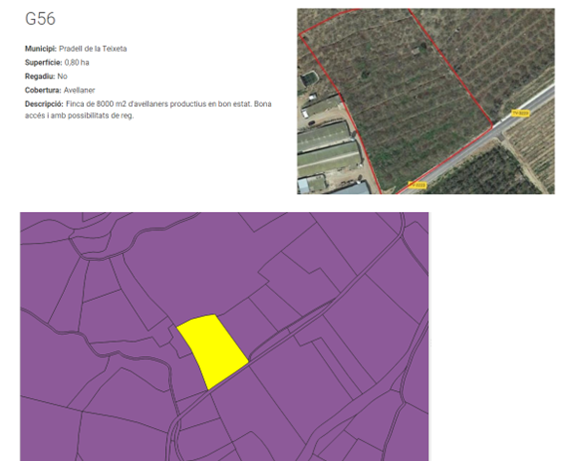 G56
Municipi: Pradell de la Teixeta
Superfície: 0,80 ha
Regadiu: No
Cobertura: Avellaner
Descripció: Finca de 8000 m2 d'avellaners productius en bon estat. Bona
accés i amb possibilitats de reg.